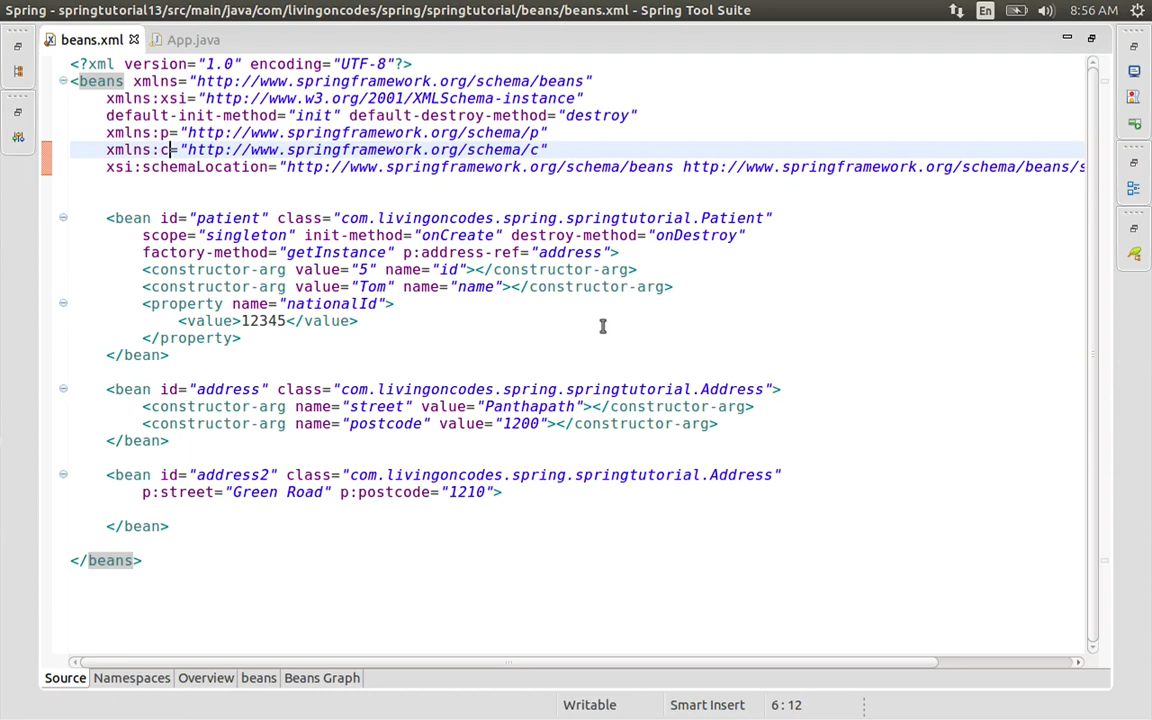 Spring - springtutorial13/src/main/java/com/livingoncodes/spring/springtutorial/beans/beans.xml - Spring Tool Suite
En
8:56 AM
beans.xml
App.java
<?xml version="1.0" encoding="UTF-8"?>
<beans xmlns="http://www.springframework.org/schema/beans"
xmlns:xsi="http://www.w3.org/2001/XMLSchema-instance"
default-init-method="init" default-destroy-method="destroy"
xmlns:p="http://www.springframework.org/schema/p"
xmlns:c="http://www.springframework.org/schema/c"
xsi:schemaLocation="http://www.springframework.org/schema/beans http://www.springframework.org/schema/beans/s
<bean id="patient" class="com.livingoncodes.spring.springtutorial.Patient"
scope="singleton" init-method="onCreate" destroy-method="onDestroy"
factory-method="getInstance" p:address-ref="address">
<constructor-arg value="5" name="id"></constructor-arg>
<constructor-arg value="Tom" name="name"></constructor-arg>
<property name="nationalId">
<value>12345</value>
</property>
</bean>
<bean id="address" class="com.livingoncodes.spring.springtutorial.Address">
<constructor-arg name="street" value="Panthapath"></constructor-arg>
<constructor-arg name="postcode" value="1200"></constructor-arg>
</bean>
<bean id="address2" class="com.livingoncodes.spring.springtutorial.Address"
p:street="Green Road" p:postcode="1210">
</bean>
</beans>
Source Namespaces Overview beans Beans Graph
Writable Smart Insert 6 : 12